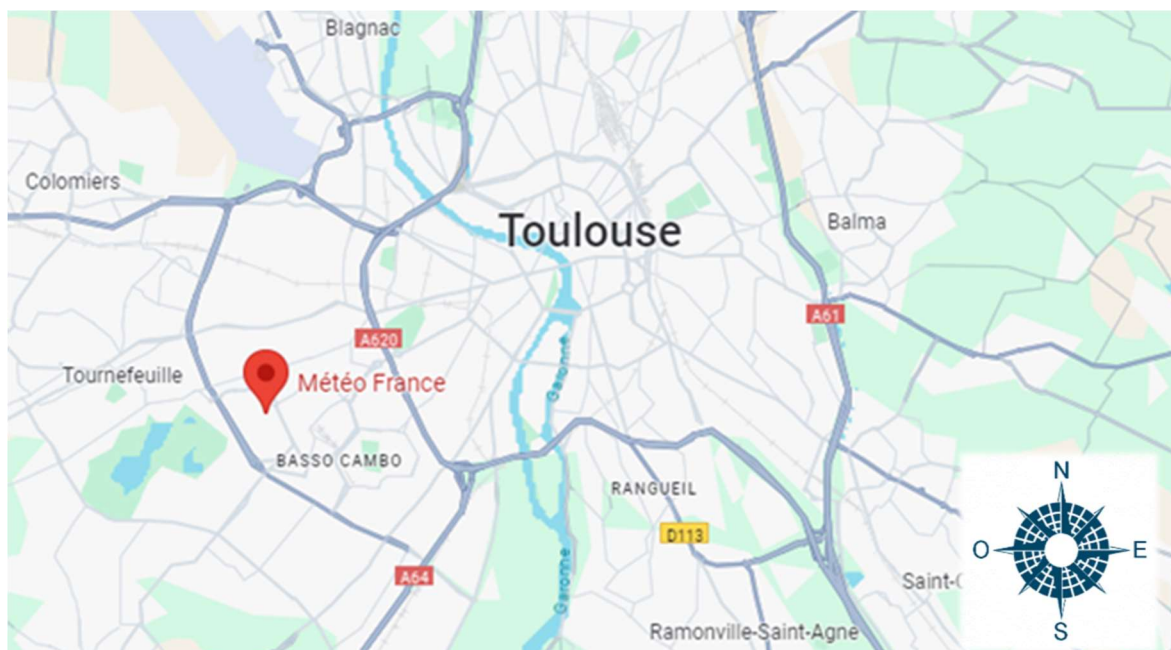 Blagnac
Colomiers
Toulouse
Balma
A61
A620
Garonne
Tournefeuille
Météo France
BASSO CAMBO
RANGUEIL
D113
A64
Garonne
Ramonville-Saint-Agne
N
O
E
S